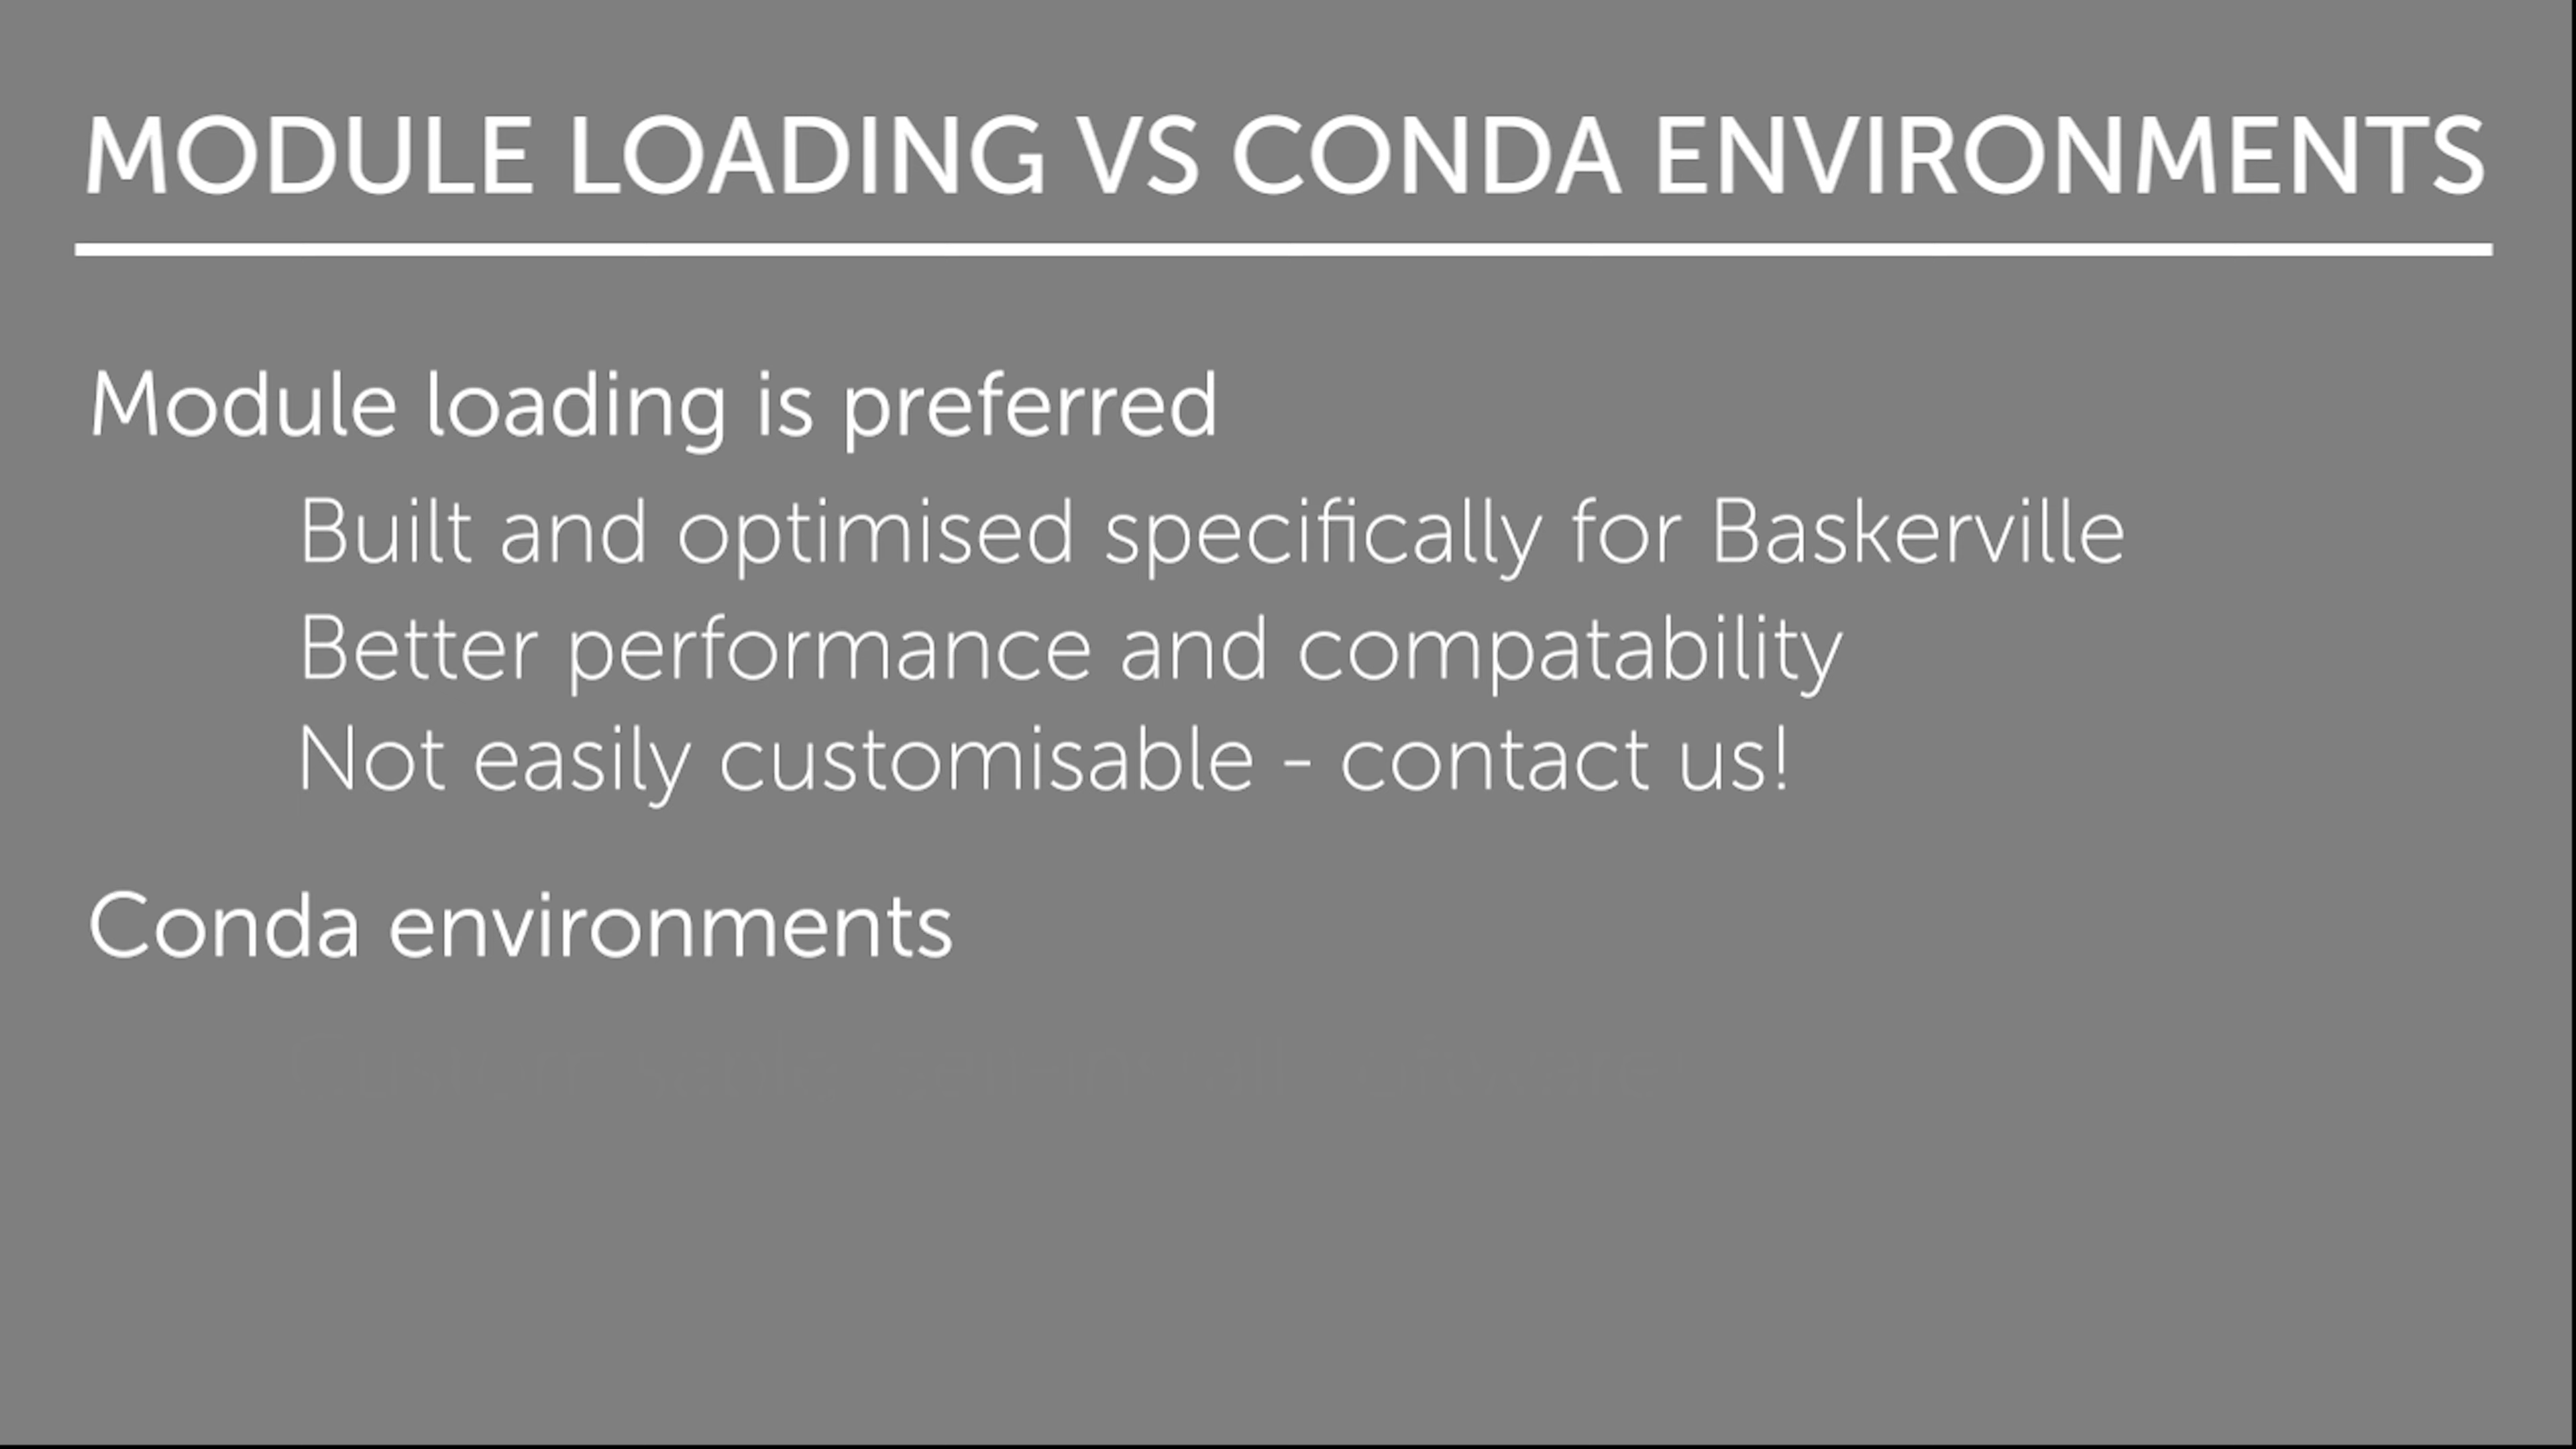 MODULE LOADING VS CONDA ENVIRONMENTS
Module loading is preferred
Built and optimised specifically for Baskerville
Better performance and compatability
Not easily customisable - contact us!
Conda environments